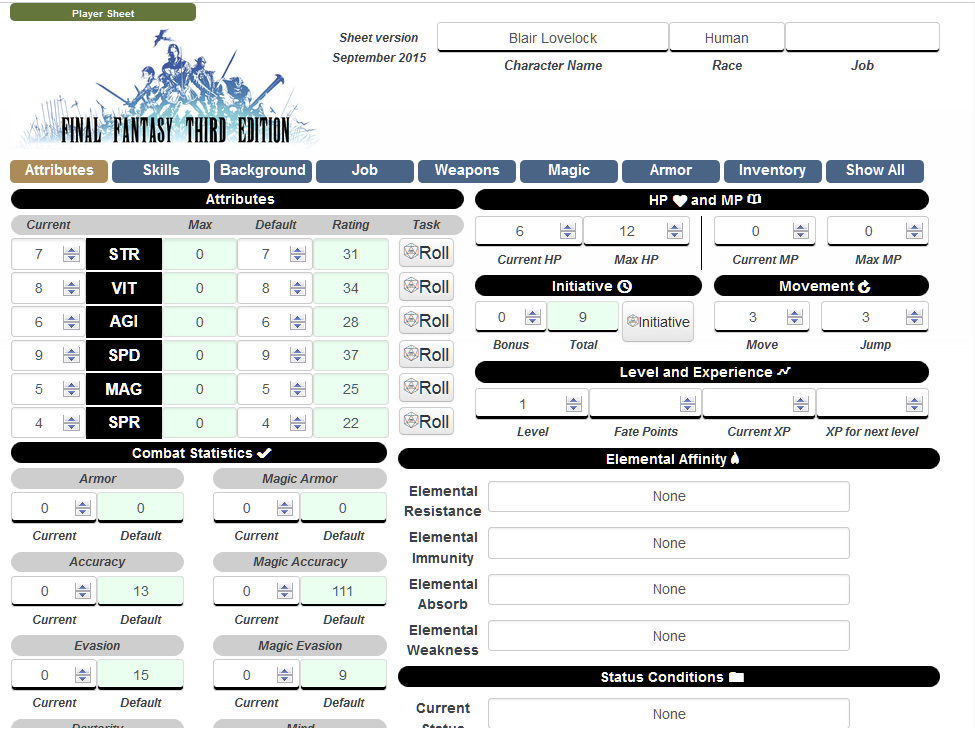 Player Sheet
FINAL FANTASY THIRD EDITION
Sheet version
September 2015
Blair Lovelock Human
Character Name Race Job
Attributes Skills Background Job Weapons Magic Armor Inventory Show All
Attributes
Current Max Default Rating Task
7 STR 0 7 31 Roll
8 VIT 0 8 34 Roll
6 AGI 0 6 28 Roll
9 SPD 0 9 37 Roll
5 MAG 0 5 25 Roll
4 SPR 0 4 22 Roll
HP and MP
6 12 0 0
Current HP Max HP Current MP Max MP
Initiative
0 9 Initiative
Bonus Total
Movement
3 3
Move Jump
Level and Experience
1
Level Fate Points Current XP XP for next level
Combat Statistics
Armor Magic Armor
0 0 0 0
Current Default Current Default
Accuracy Magic Accuracy
0 13 0 111
Current Default Current Default
Evasion Magic Evasion
0 15 0 9
Current Default Current Default
Dexterity Mind
Elemental Affinity
Elemental
Resistance
None
Elemental
Immunity
None
Elemental
Absorb
None
Elemental
Weakness
None
Status Conditions
Current
Status
None